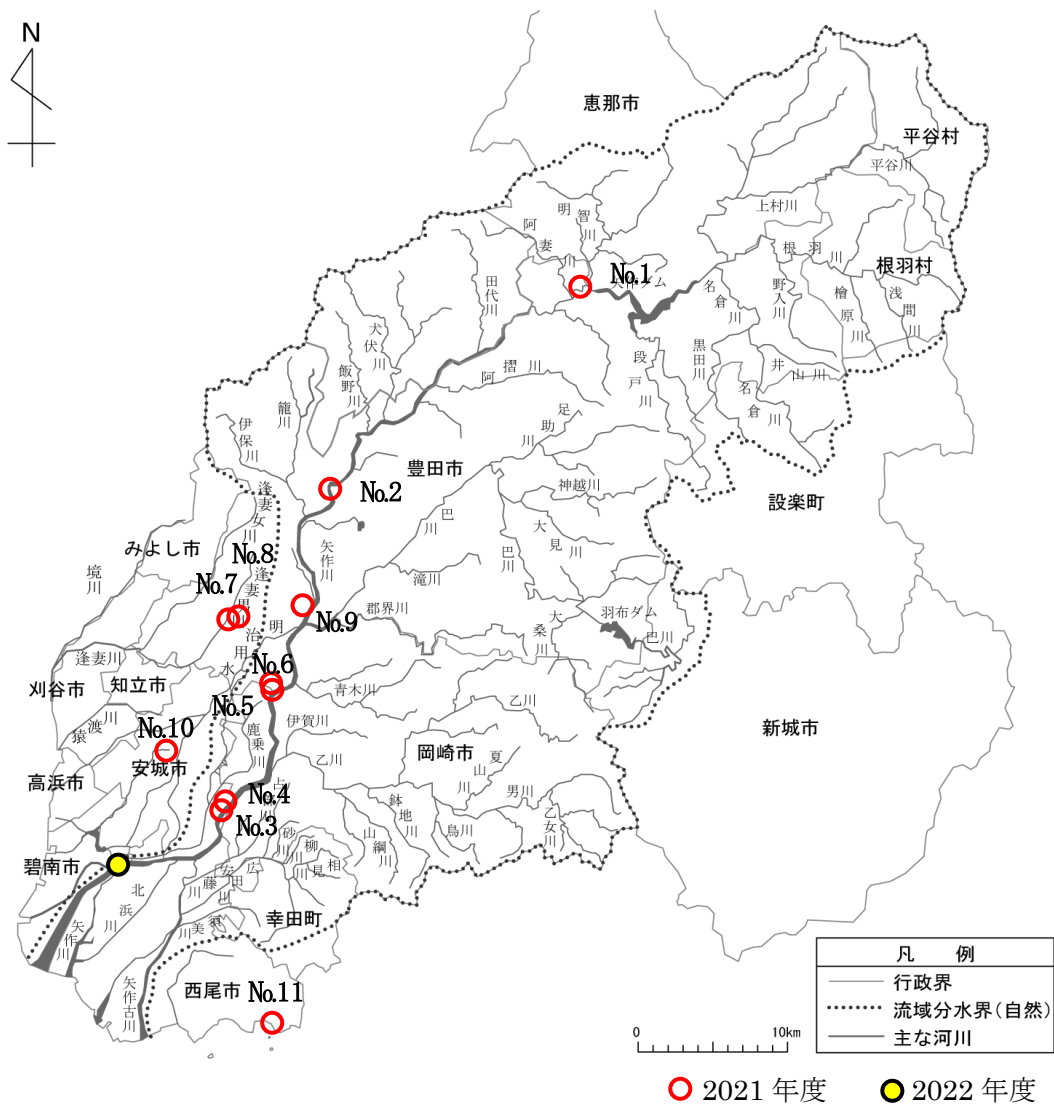 N
恵那市
平谷村
平谷川
上村川
明智川
阿妻川
根羽川
根羽村
No.1
田代川
名倉川
野入川
檜原川
浅間川
犬伏川
飯野川
黒田川
段戸川
阿摺川
井山川
名倉川
籠川
伊保川
足助川
豊田市
No.2
神越川
設楽町
逢妻女川
巴川
大見川
みよし市
矢作川
巴川
境川
No.8
滝川
No.7
逢妻男川
No.9
郡界川
大桑川
羽布ダム
巴川
明治用水
逢妻川
No.6
刈谷市
知立市
No.5
青木川
乙川
猿渡川
No.10
鹿乗川
伊賀川
岡崎市
新城市
高浜市
安城市
乙川
夏山川
男川
No.4
No.3
鉢地川
鳥川
乙女川
山綱川
砂川
柳川
相見川
碧南市
北浜川
安藤川
広田川
矢作川
須美川
幸田町
矢作古川
西尾市
No.11
凡 例
行政界
流域分水界(自然)
主な河川
0 10km
2021 年度
2022 年度